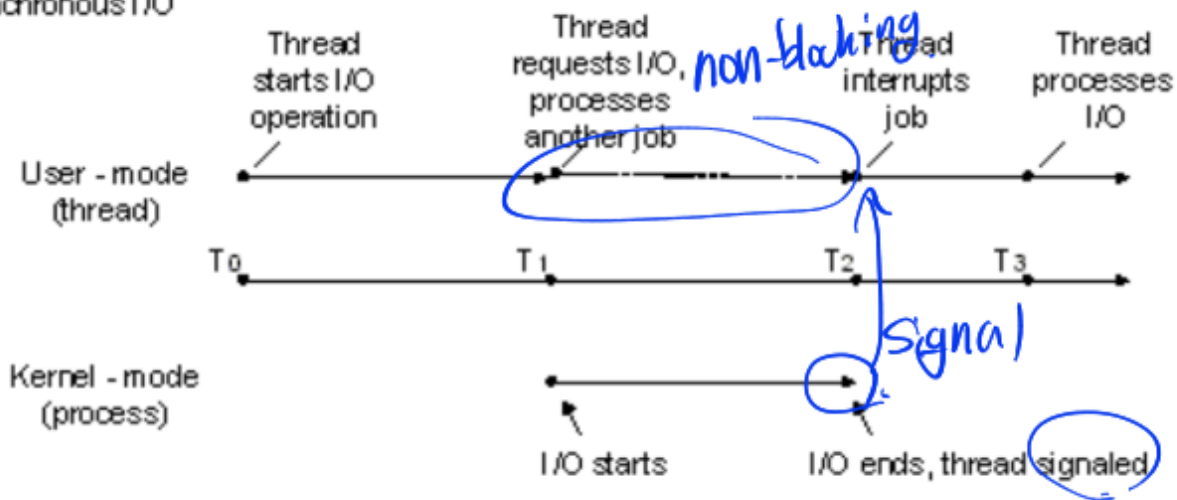 chronous I/O
Thread
starts I/O
operation
Thread
requests I/O,
processes
another job
non-blocking
Thread
interrupts
job
Thread
processes
I/O
User - mode
(thread)
T0
T1
T2
T3
signal
Kernel - mode
(process)
I/O starts
I/O ends, thread signaled